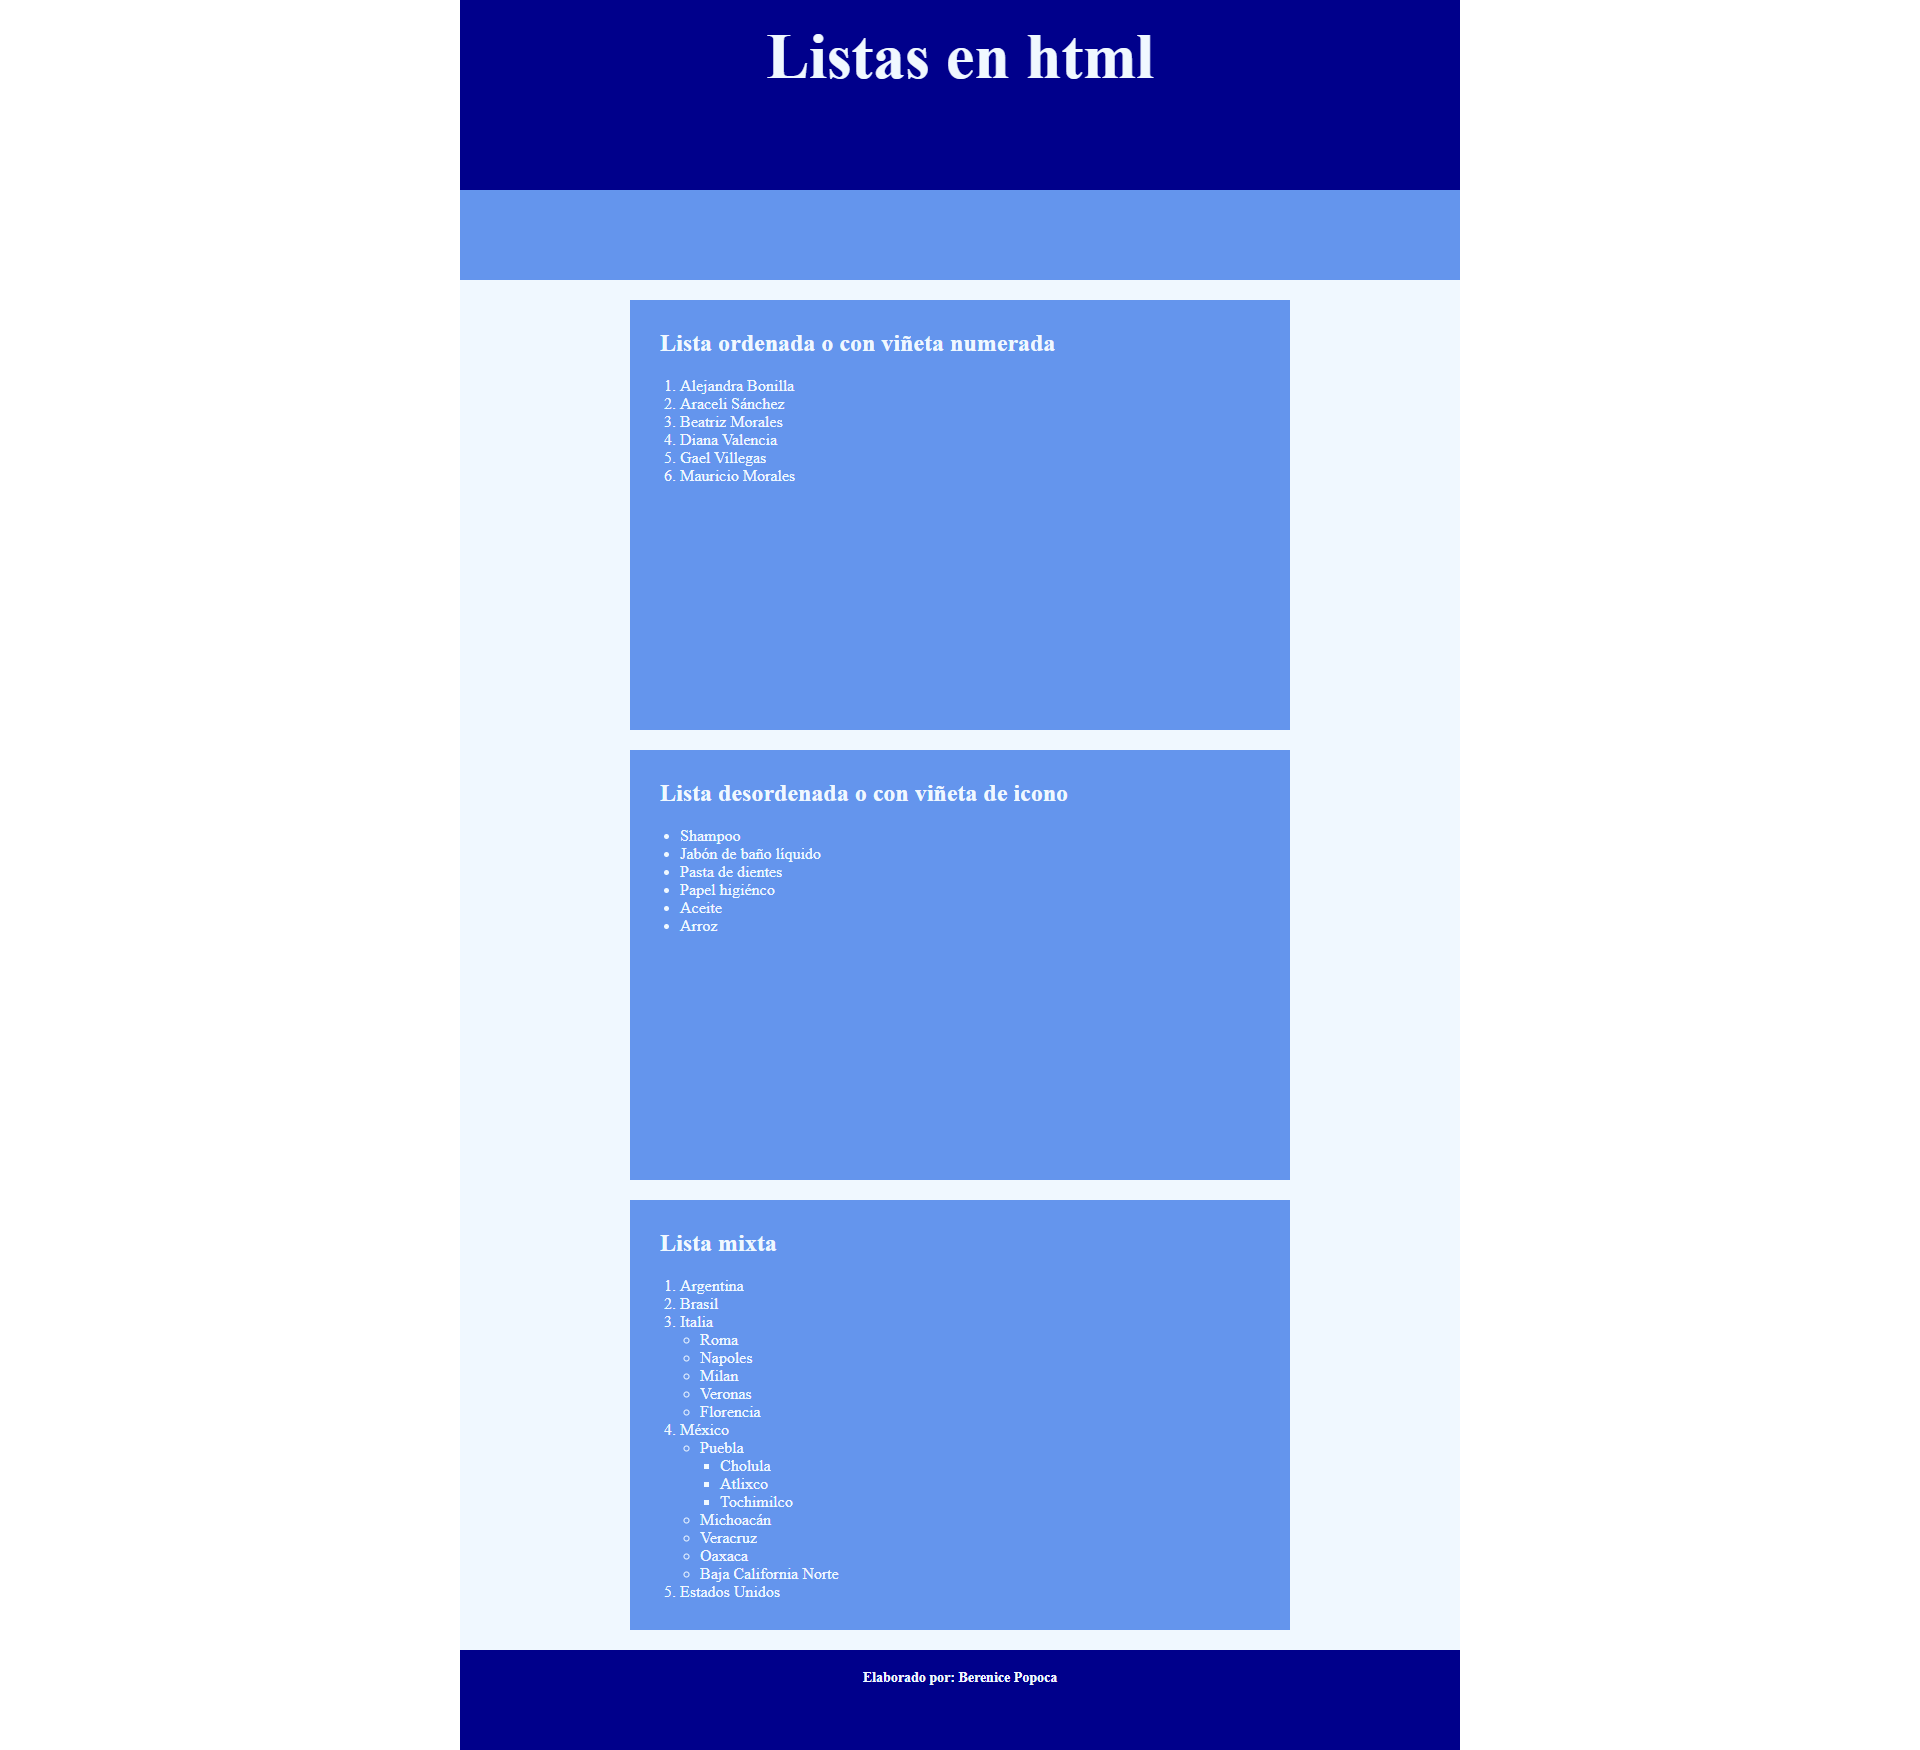 Listas en html
Lista ordenada o con viñeta numerada
1. Alejandra Bonilla
2. Araceli Sánchez
3. Beatriz Morales
4. Diana Valencia
5. Gael Villegas
6. Mauricio Morales
Lista desordenada o con viñeta de icono
• Shampoo
• Jabón de baño líquido
• Pasta de dientes
• Papel higiénco
• Aceite
• Arroz
Lista mixta
1. Argentina
2. Brasil
3. Italia
◦ Roma
◦ Napoles
◦ Milan
◦ Veronas
◦ Florencia
4. México
◦ Puebla
▪ Cholula
▪ Atlixco
▪ Tochimilco
◦ Michoacán
◦ Veracruz
◦ Oaxaca
◦ Baja California Norte
5. Estados Unidos
Elaborado por: Berenice Popoca